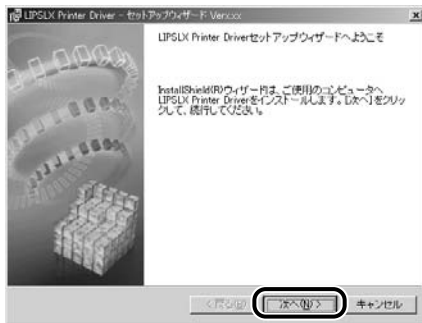 LIPSLX Printer Driver - セットアップウィザード Ver.x.xx
LIPSLX Printer Driverセットアップウィザードへようこそ
InstallShield(R)ウィザードは、ご使用のコンピュータへ
LIPSLX Printer Driverをインストールします。[次へ]をクリッ
クして、続行してください。
< 戻る(B)
次へ(N) >
キャンセル